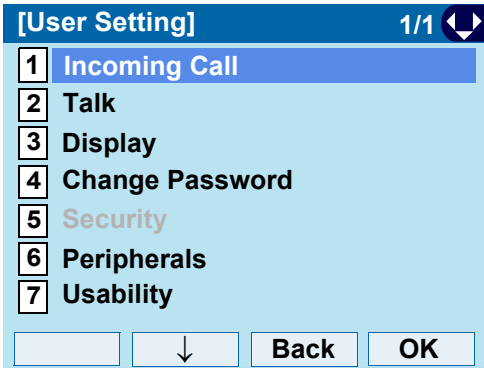 [User Setting] 1/1
1 Incoming Call
2 Talk
3 Display
4 Change Password
5 Security
6 Peripherals
7 Usability
↓ Back OK